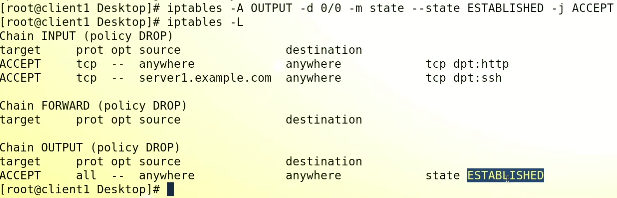 [root@client1 Desktop]# iptables -A OUTPUT -d 0/0 -m state --state ESTABLISHED -j ACCEPT
[root@client1 Desktop]# iptables -L
Chain INPUT (policy DROP)
target     prot opt source               destination
ACCEPT     tcp  --  anywhere             anywhere            tcp dpt:http
ACCEPT     tcp  --  server1.example.com  anywhere            tcp dpt:ssh

Chain FORWARD (policy DROP)
target     prot opt source               destination

Chain OUTPUT (policy DROP)
target     prot opt source               destination
ACCEPT     all  --  anywhere             anywhere            state ESTABLISHED
[root@client1 Desktop]#